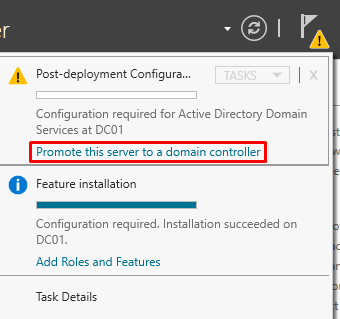 er
Post-deployment Configura...
TASKS
X
Configuration required for Active Directory Domain
Services at DC01
Promote this server to a domain controller
Feature installation
Configuration required. Installation succeeded on
DC01.
Add Roles and Features
Task Details